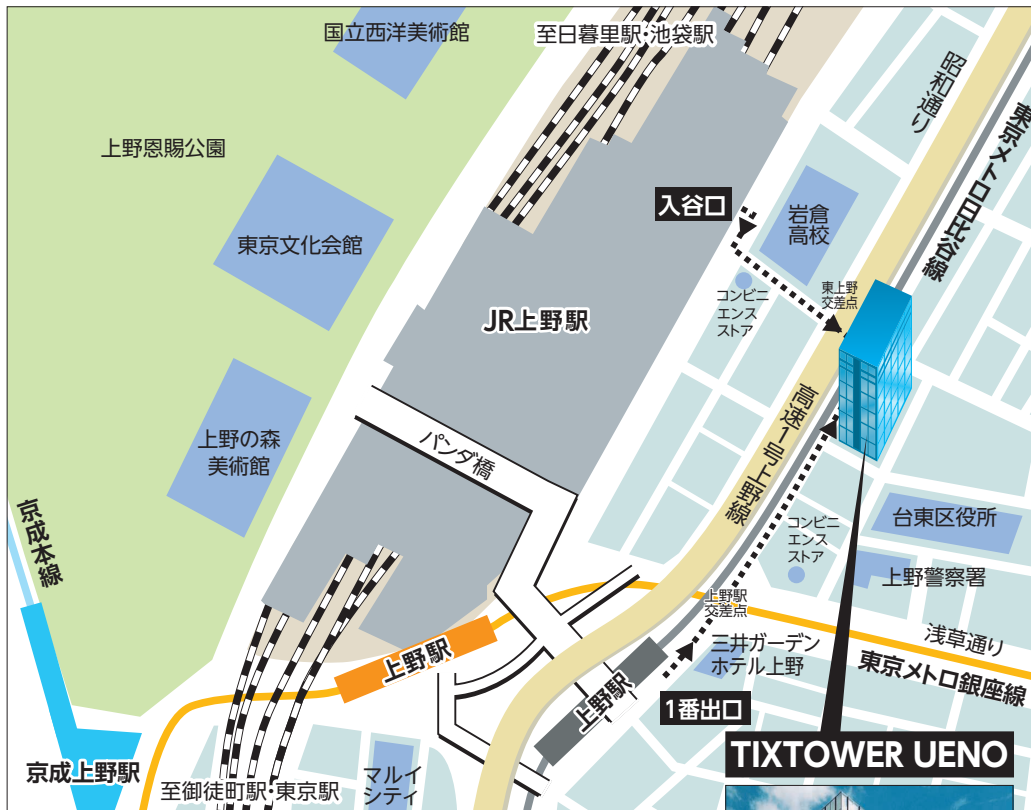 国立西洋美術館
至日暮里駅・池袋駅
昭和通り
東京メトロ日比谷線
上野恩賜公園
入谷口
岩倉
高校
東京文化会館
コンビニ
エンス
ストア
東上野
交差点
JR上野駅
高速1号上野線
パンダ橋
上野の森
美術館
京成本線
コンビニ
エンス
ストア
台東区役所
上野警察署
上野駅
交差点
浅草通り
三井ガーデン
ホテル上野
東京メトロ銀座線
上野駅
上野駅
1番出口
TIXTOWER UENO
京成上野駅
至御徒町駅・東京駅
マルイ
シティ